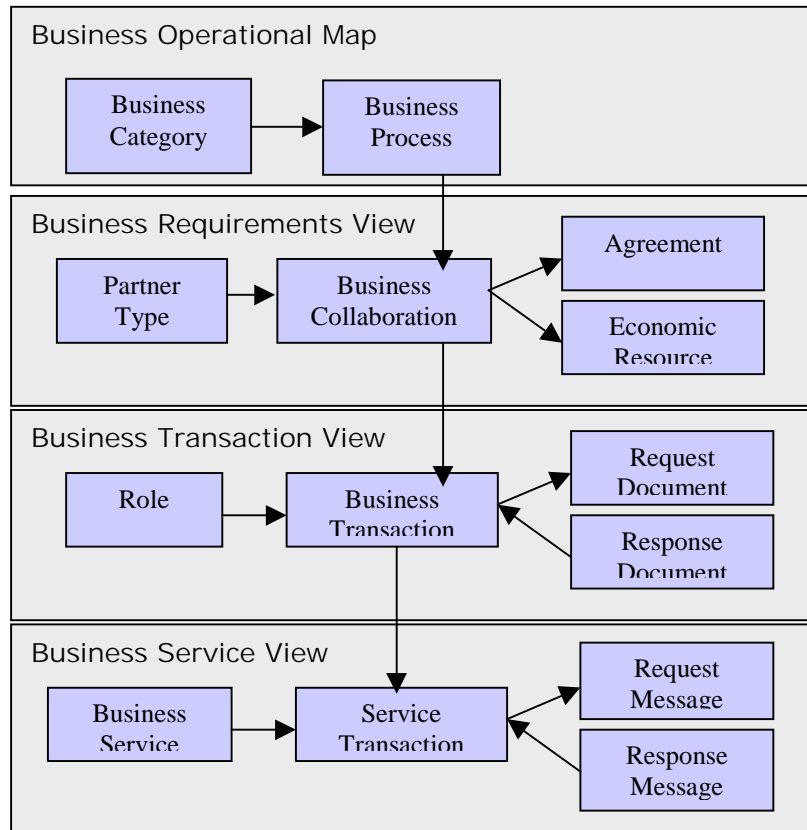 Business Operational Map
Business
Category
Business
Process
Business Requirements View
Partner
Type
Business
Collaboration
Agreement
Economic
Resource
Business Transaction View
Role
Business
Transaction
Request
Document
Response
Document
Business Service View
Business
Service
Service
Transaction
Request
Message
Response
Message